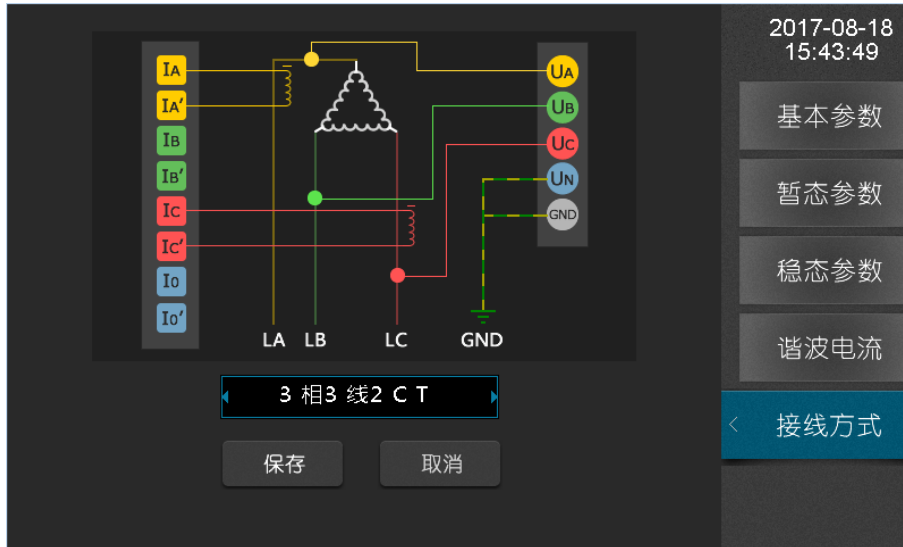 2017-08-18
15:43:49
IA
IA'
IB
IB'
IC
IC'
I0
I0'
UA
UB
UC
UN
GND
LA LB LC GND
3 相3 线2 C T
保存 取消
基本参数
暂态参数
稳态参数
谐波电流
接线方式